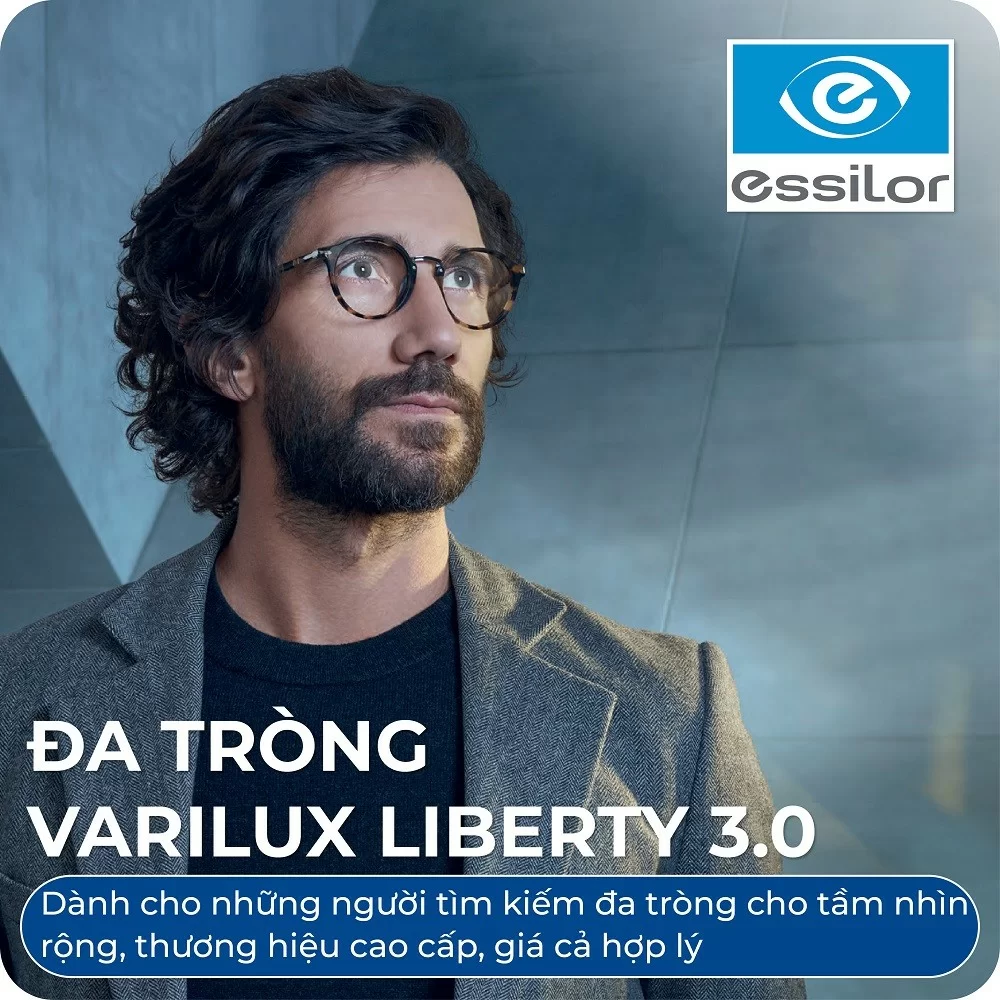 essilor
ĐA TRÒNG
VARILUX LIBERTY 3.0
Dành cho những người tìm kiếm đa tròng cho tầm nhìn
rộng, thương hiệu cao cấp, giá cả hợp lý